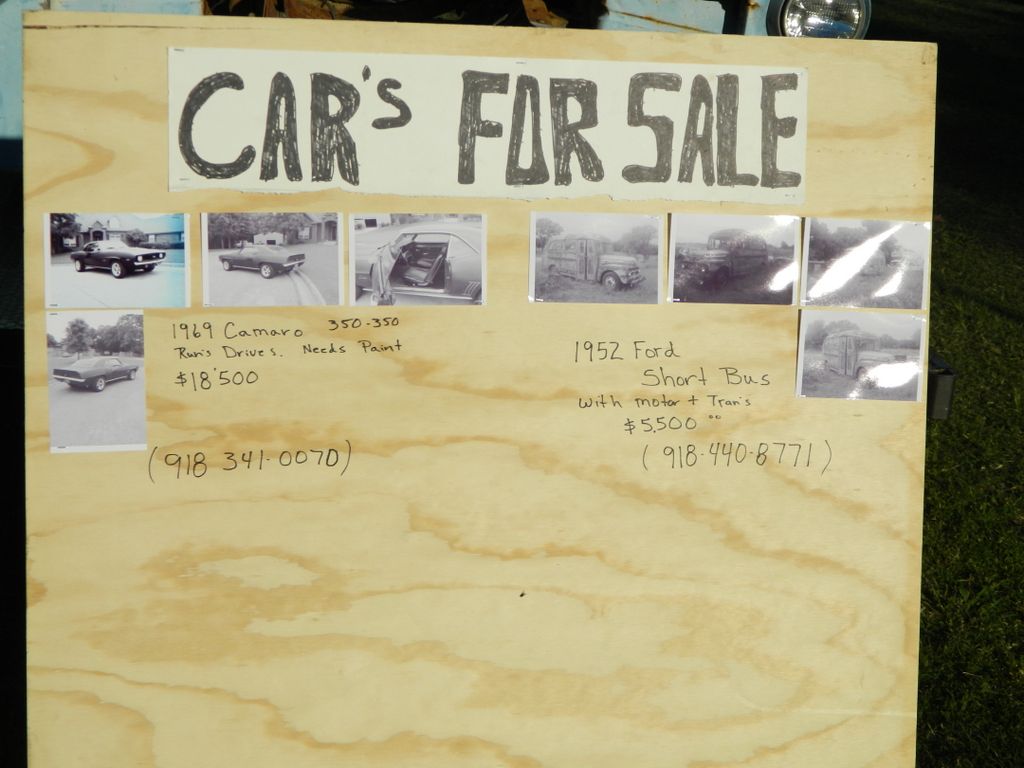 CAR's FOR SALE
1969 Camaro 350-350
Run's Drives. Needs Paint
$18'500
(918 341-0070)
1952 Ford
Short Bus
with motor + Tran's
$5,500 00
(918-440-8771)